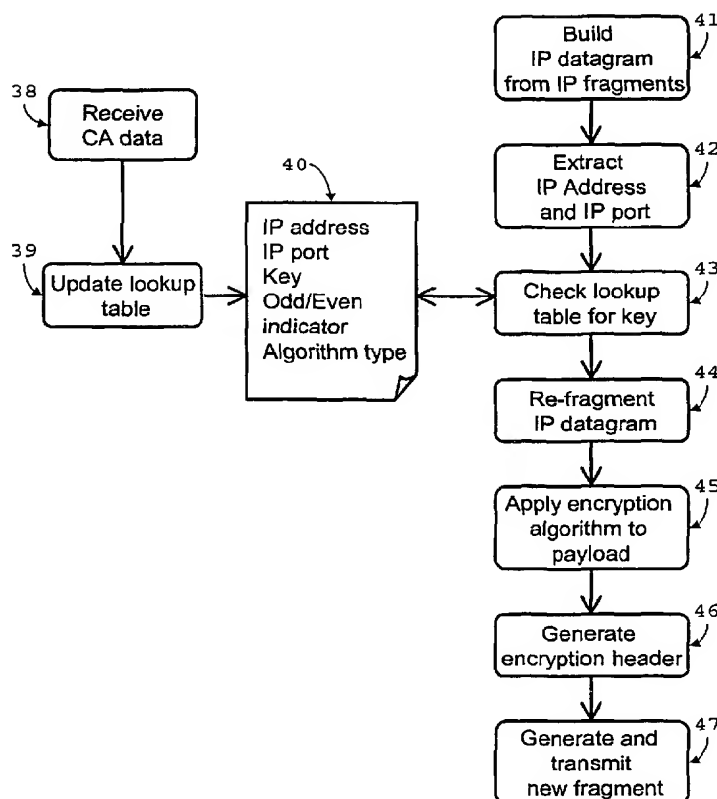 38
Receive
CA data
39
Update lookup
table
40
IP address
IP port
Key
Odd/Even
indicator
Algorithm type
41
Build
IP datagram
from IP fragments
42
Extract
IP Address
and IP port
43
Check lookup
table for key
44
Re-fragment
IP datagram
45
Apply encryption
algorithm to
payload
46
Generate
encryption header
47
Generate and
transmit
new fragment